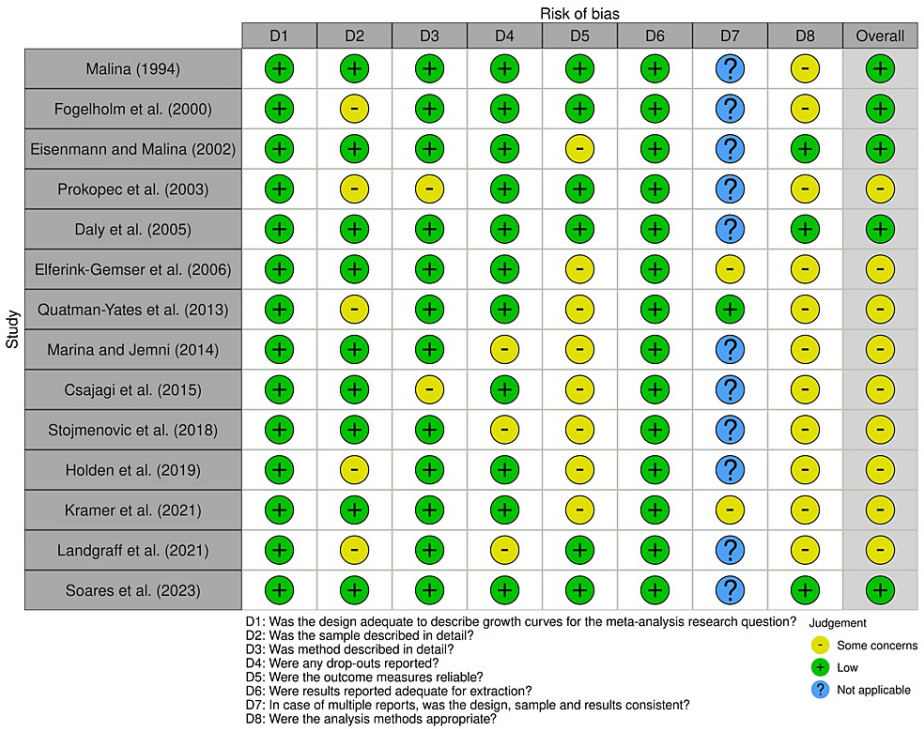 Risk of bias
D1 D2 D3 D4 D5 D6 D7 D8 Overall
Study
Malina (1994) + + + + + + ? - +
Fogelholm et al. (2000) + - + + + + ? - +
Eisenmann and Malina (2002) + + + + - + ? + +
Prokopec et al. (2003) + - - + + + ? - -
Daly et al. (2005) + + + + + + ? + +
Elferink-Gemser et al. (2006) + + + + - + - - -
Quatman-Yates et al. (2013) + - + + - + + - -
Marina and Jemni (2014) + + + - - + ? - -
Csajagi et al. (2015) + + - + - + ? - -
Stojmenovic et al. (2018) + + + - - + ? - -
Holden et al. (2019) + - + + - + ? - -
Kramer et al. (2021) + + + + - + - - -
Landgraff et al. (2021) + - + - + + ? - -
Soares et al. (2023) + + + + + + ? + +
D1: Was the design adequate to describe growth curves for the meta-analysis research question?
D2: Was the sample described in detail?
D3: Was method described in detail?
D4: Were any drop-outs reported?
D5: Were the outcome measures reliable?
D6: Were results reported adequate for extraction?
D7: In case of multiple reports, was the design, sample and results consistent?
D8: Were the analysis methods appropriate?
Judgement
- Some concerns
+ Low
? Not applicable